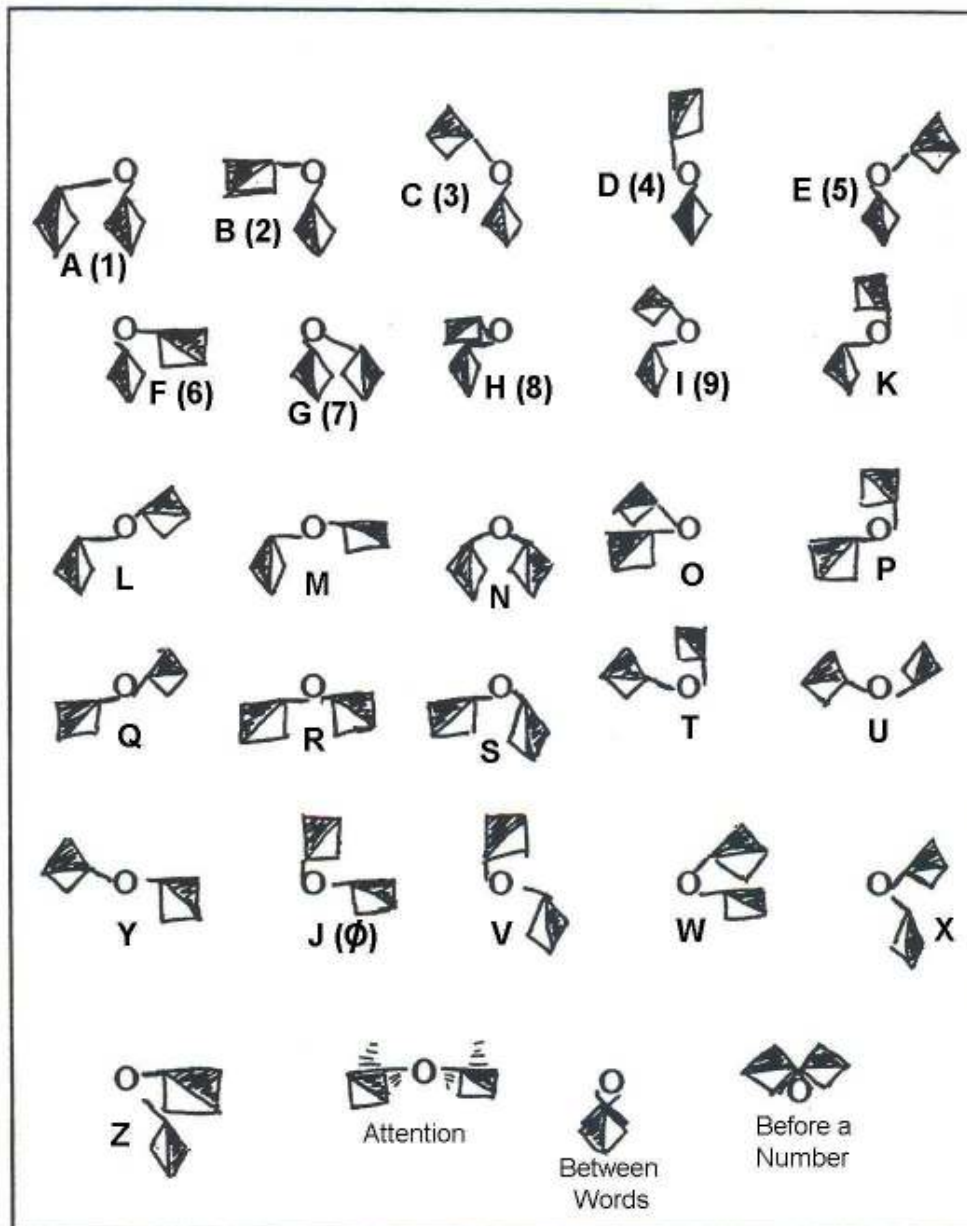 A (1) B (2) C (3) D (4) E (5)
F (6) G (7) H (8) I (9) K
L M N O P
Q R S T U
Y J (Ø) V W X
Z Attention Between Words Before a Number